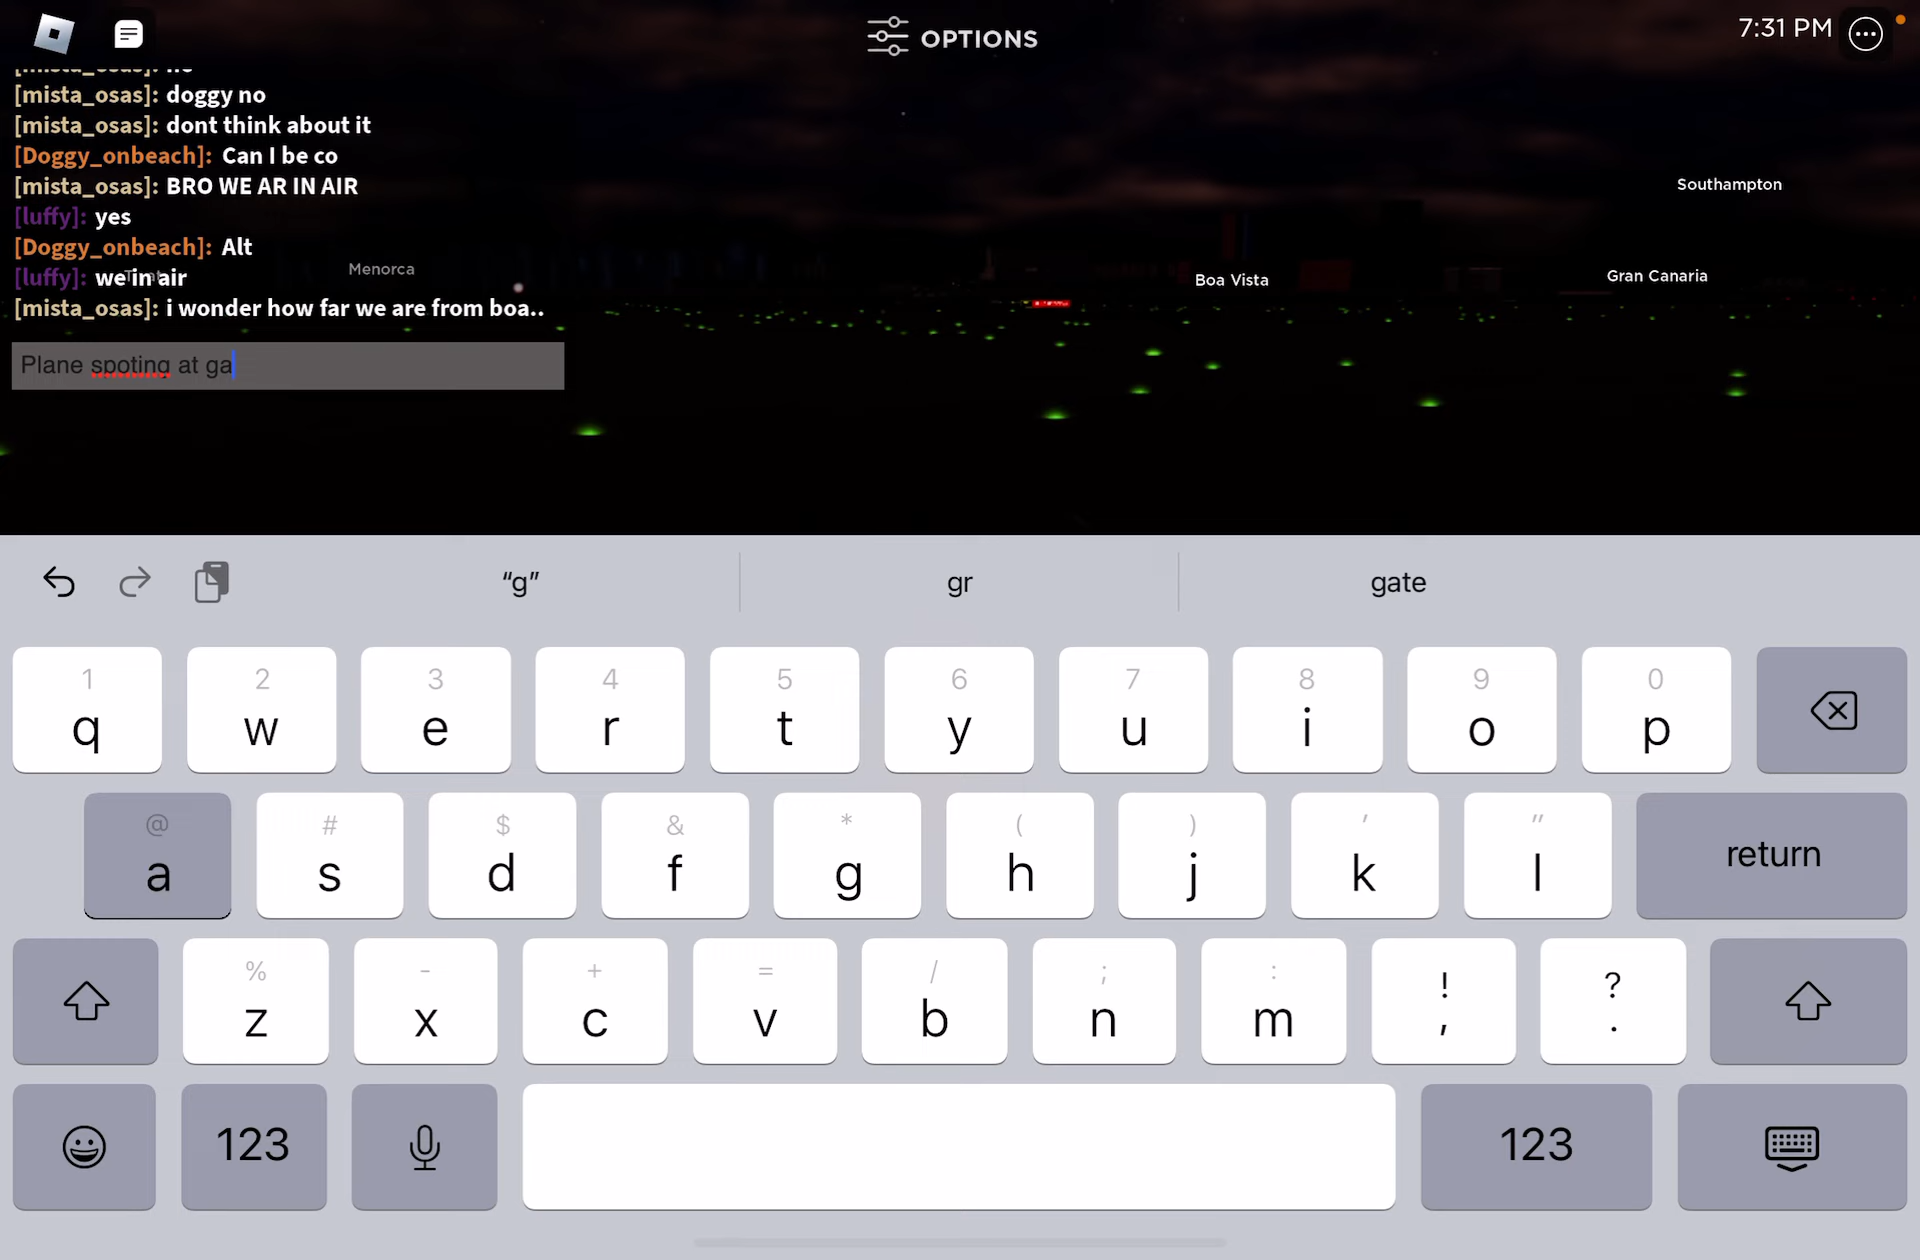 OPTIONS
7:31 PM
[mista_osas]: no
[mista_osas]: doggy no
[mista_osas]: dont think about it
[Doggy_onbeach]: Can I be co
[mista_osas]: BRO WE AR IN AIR
[luffy]: yes
[Doggy_onbeach]: Alt
[luffy]: we in air
[mista_osas]: i wonder how far we are from boa..
Menorca
Boa Vista
Gran Canaria
Southampton
Plane spoting at ga
“g” gr gate
1 2 3 4 5 6 7 8 9 0
q w e r t y u i o p
@ # $ & * ( ) ' "
a s d f g h j k l return
% - + = / ; : ! ?
z x c v b n m , .
123 123